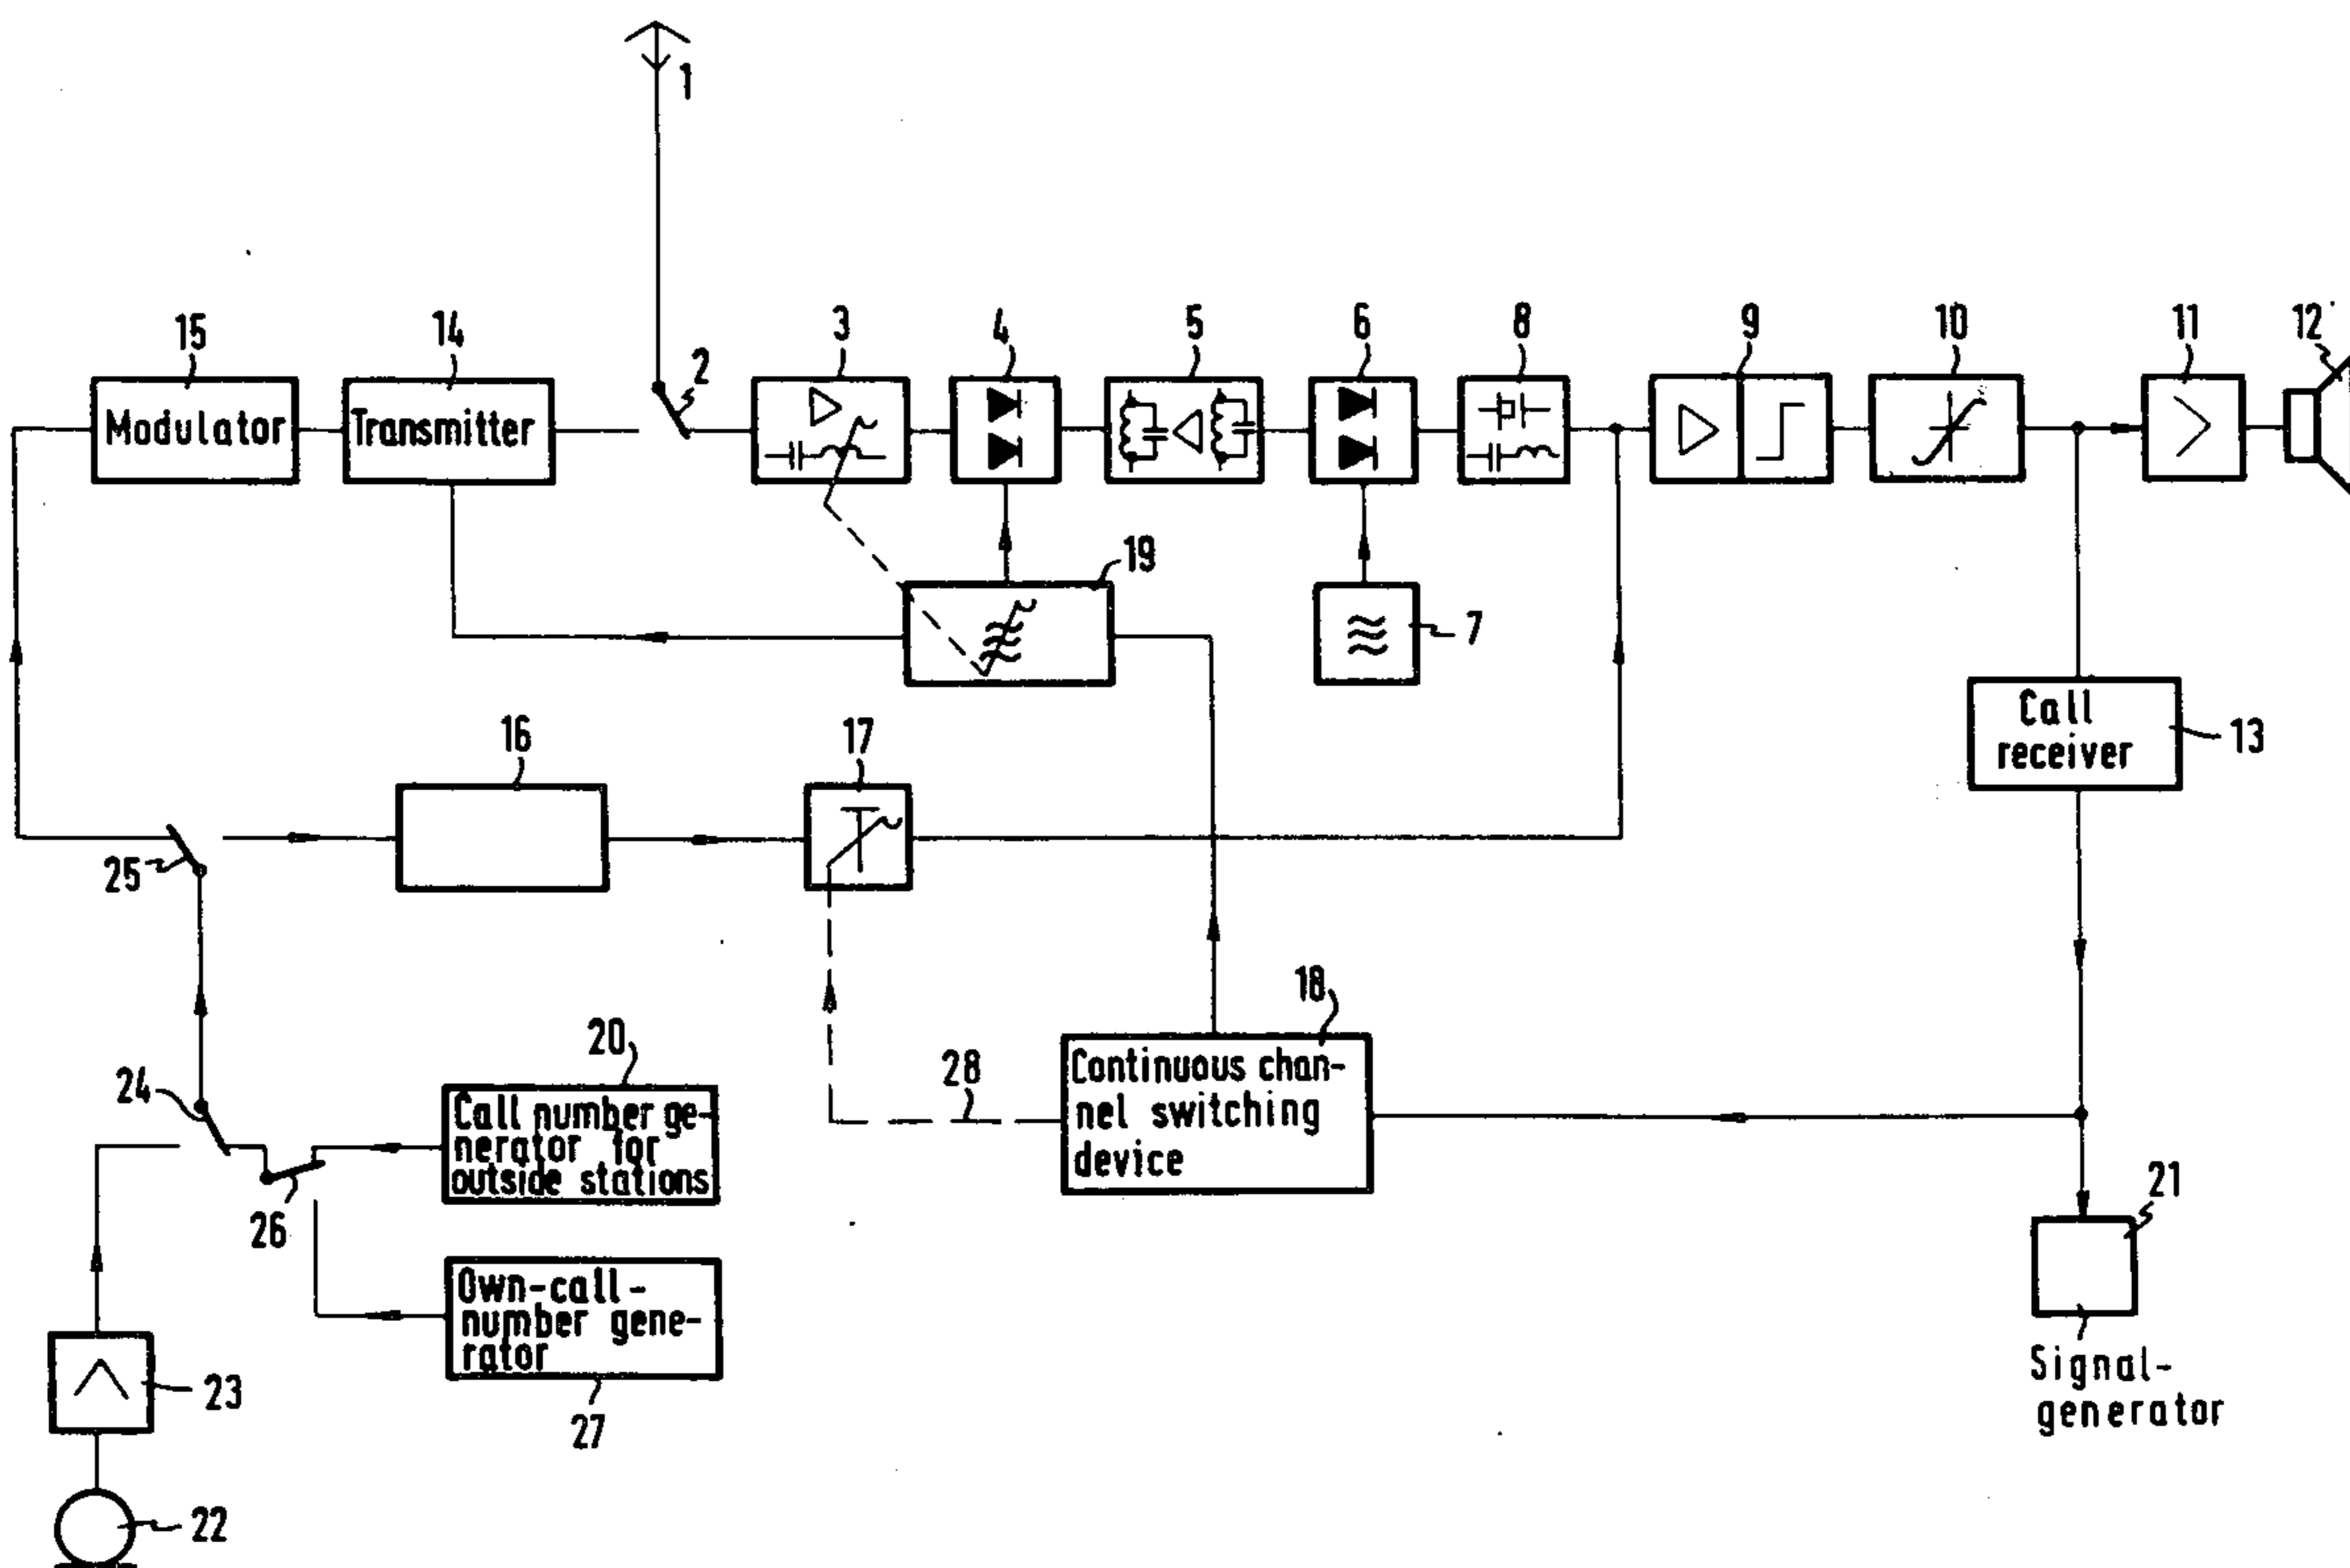 1
15
14
2
3
4
5
6
8
9
10
11
12
Modulator
Transmitter
19
7
16
17
Call
receiver
13
25
18
20
28
24
Continuous chan-
nel switching
device
Call number ge-
nerator for
outside stations
26
21
Own-call-
number gene-
rator
23
27
Signal-
generator
22